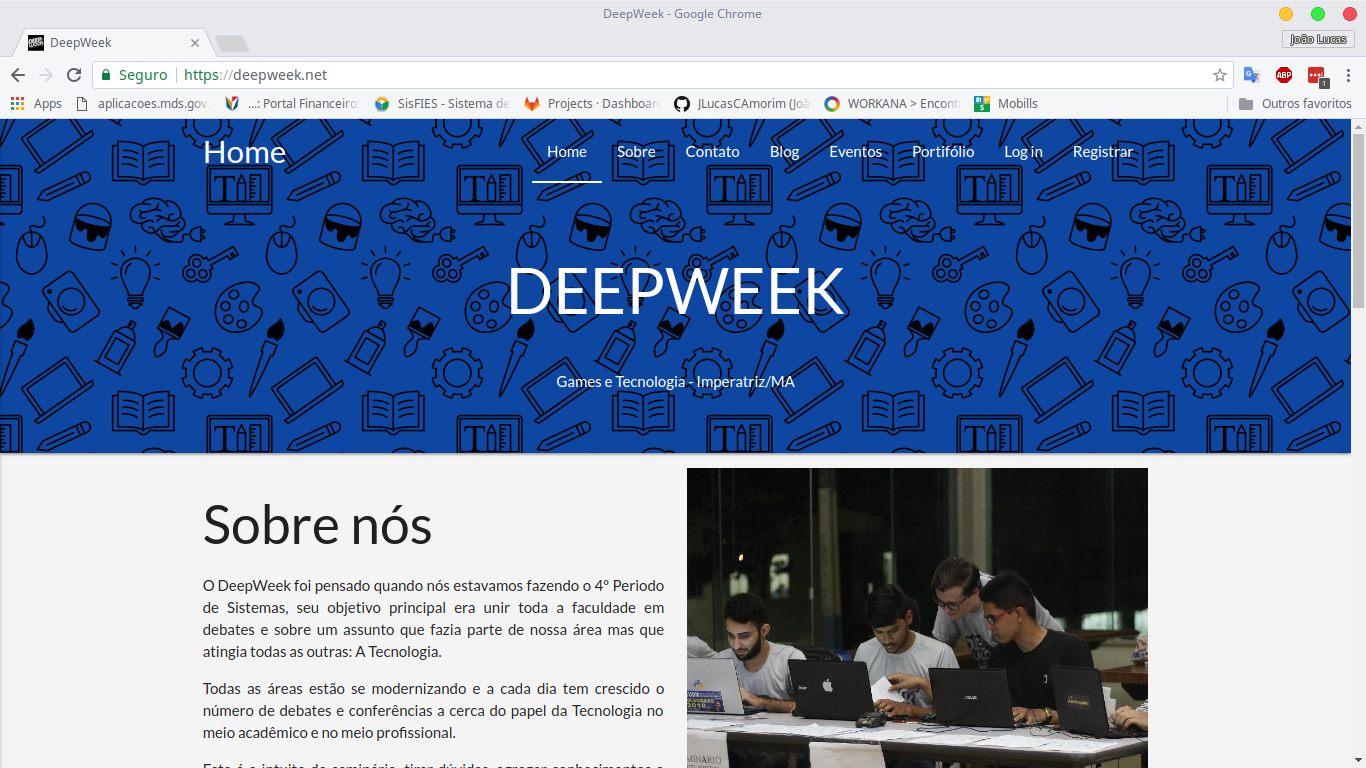 DeepWeek - Google Chrome
DeepWeek
João Lucas
Seguro
https://deepweek.net
ABP
1
Apps
aplicacoes.mds.gov.
...: Portal Financeiro:
SisFIES - Sistema de
Projects · Dashboard
JLucasCAmorim (Joã
WORKANA > Encont
Mobills
Outros favoritos
Home
Home
Sobre
Contato
Blog
Eventos
Portifólio
Log in
Registrar
DEEPWEEK
Games e Tecnologia - Imperatriz/MA
Sobre nós
O DeepWeek foi pensado quando nós estavamos fazendo o 4º Periodo
de Sistemas, seu objetivo principal era unir toda a faculdade em
debates e sobre um assunto que fazia parte de nossa área mas que
atingia todas as outras: A Tecnologia.
Todas as áreas estão se modernizando e a cada dia tem crescido o
número de debates e conferências a cerca do papel da Tecnologia no
meio acadêmico e no meio profissional.